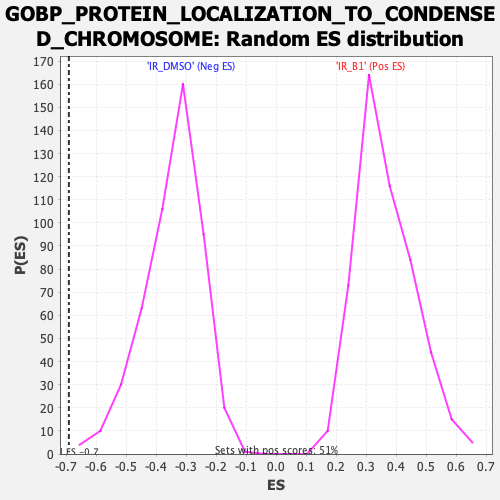 GOBP_PROTEIN_LOCALIZATION_TO_CONDENSE
D_CHROMOSOME: Random ES distribution
'IR_DMSO' (Neg ES) 'IR_B1' (Pos ES)
170
160
150
140
130
120
110
100
90
80
70
60
50
40
30
20
10
0
P(ES)
ES -0.7
Sets with pos scores: 51%
-0.7 -0.6 -0.5 -0.4 -0.3 -0.2 -0.1 0.0 0.1 0.2 0.3 0.4 0.5 0.6 0.7
ES